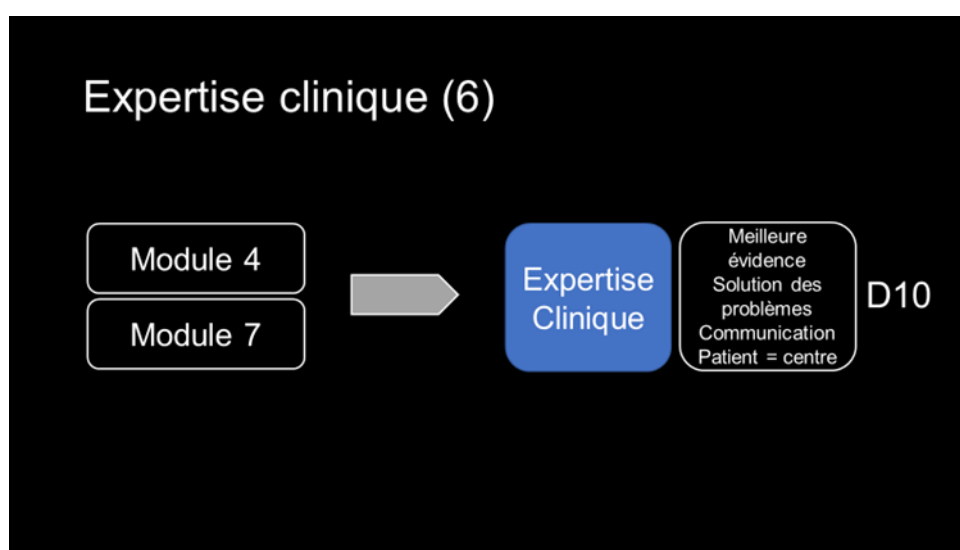 Expertise clinique (6)
Module 4
Module 7
Expertise
Clinique
Meilleure
évidence
Solution des
problèmes
Communication
Patient = centre
D10